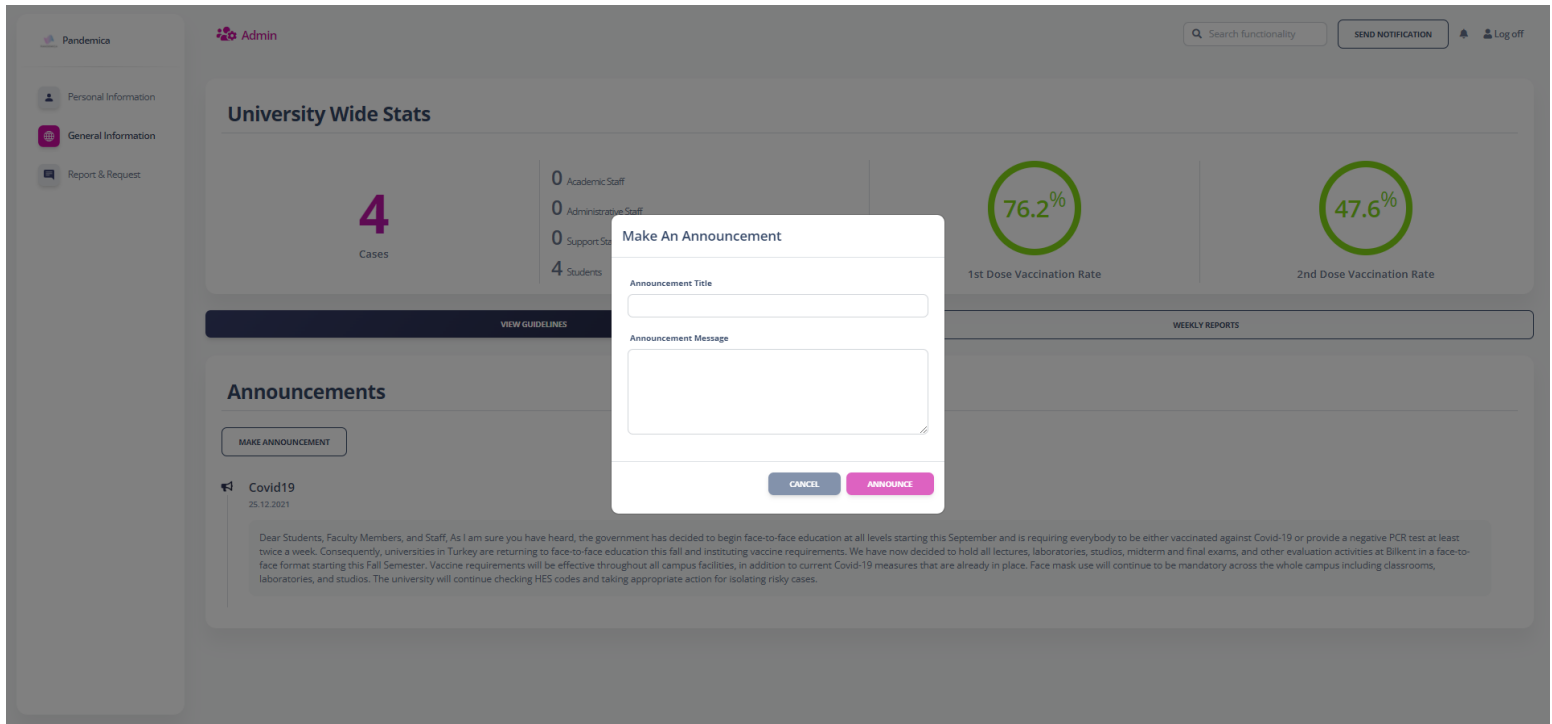 Pandemica
Admin
Search functionality
SEND NOTIFICATION
Log off
Personal Information
General Information
Report & Request
University Wide Stats
4
Cases
0 Academic Staff
0 Administrative Staff
0 Support Sta
4 Students
76.2%
1st Dose Vaccination Rate
47.6%
2nd Dose Vaccination Rate
VIEW GUIDELINES
WEEKLY REPORTS
Make An Announcement
Announcement Title
Announcement Message
CANCEL
ANNOUNCE
Announcements
MAKE ANNOUNCEMENT
Covid19
25.12.2021
Dear Students, Faculty Members, and Staff, As I am sure you have heard, the government has decided to begin face-to-face education at all levels starting this September and is requiring everybody to be either vaccinated against Covid-19 or provide a negative PCR test at least
twice a week. Consequently, universities in Turkey are returning to face-to-face education this fall and instituting vaccine requirements. We have now decided to hold all lectures, laboratories, studios, midterm and final exams, and other evaluation activities at Bilkent in a face-to-
face format starting this Fall Semester. Vaccine requirements will be effective throughout all campus facilities, in addition to current Covid-19 measures that are already in place. Face mask use will continue to be mandatory across the whole campus including classrooms,
laboratories, and studios. The university will continue checking HES codes and taking appropriate action for isolating risky cases.